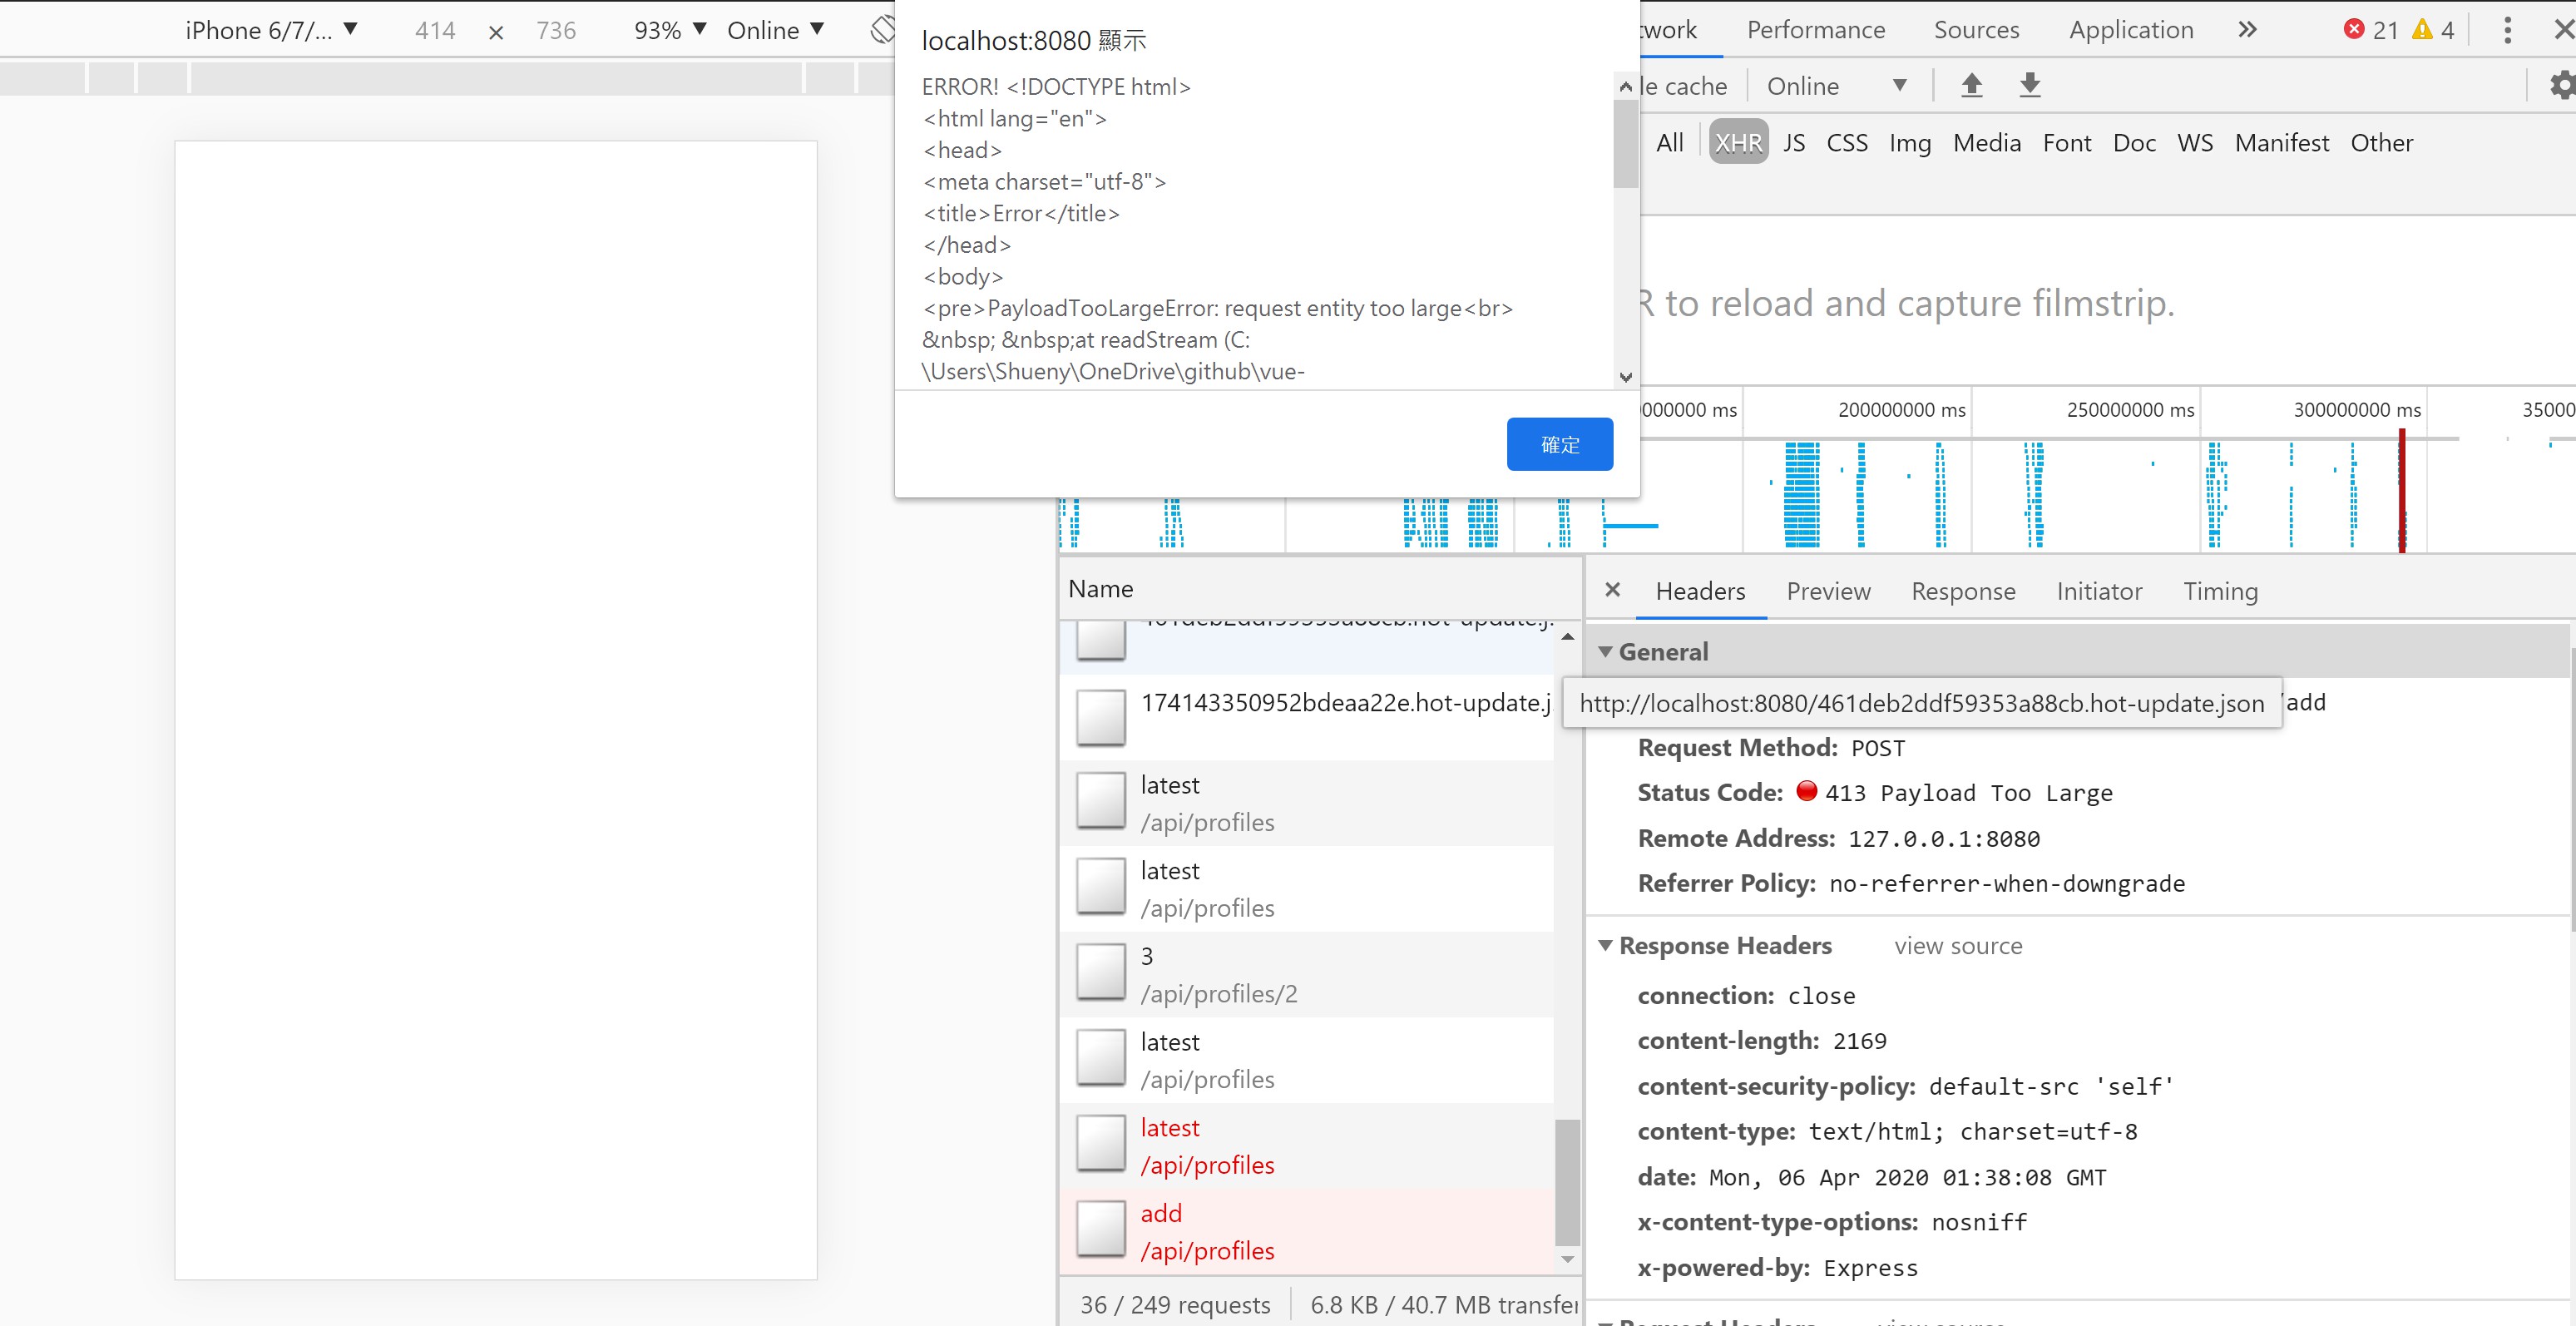 iPhone 6/7/... ▼ 414 × 736 93% ▼ Online ▼
localhost:8080 顯示
ERROR! <!DOCTYPE html>
<html lang="en">
<head>
<meta charset="utf-8">
<title>Error</title>
</head>
<body>
<pre>PayloadTooLargeError: request entity too large<br>
&nbsp; &nbsp;at readStream (C:
\Users\Shueny\OneDrive\github\vue-
確定
twork Performance Sources Application » 21 4
le cache Online ▼
All XHR JS CSS Img Media Font Doc WS Manifest Other
R to reload and capture filmstrip.
000000 ms 200000000 ms 250000000 ms 300000000 ms 35000
Name
461deb2ddf59353a88cb.hot-update.j
174143350952bdeaa22e.hot-update.j
latest
/api/profiles
latest
/api/profiles
3
/api/profiles/2
latest
/api/profiles
latest
/api/profiles
add
/api/profiles
36 / 249 requests 6.8 KB / 40.7 MB transfer
× Headers Preview Response Initiator Timing
▼ General
http://localhost:8080/461deb2ddf59353a88cb.hot-update.json /add
Request Method: POST
Status Code: 413 Payload Too Large
Remote Address: 127.0.0.1:8080
Referrer Policy: no-referrer-when-downgrade
▼ Response Headers view source
connection: close
content-length: 2169
content-security-policy: default-src 'self'
content-type: text/html; charset=utf-8
date: Mon, 06 Apr 2020 01:38:08 GMT
x-content-type-options: nosniff
x-powered-by: Express
▼ Request Headers view source